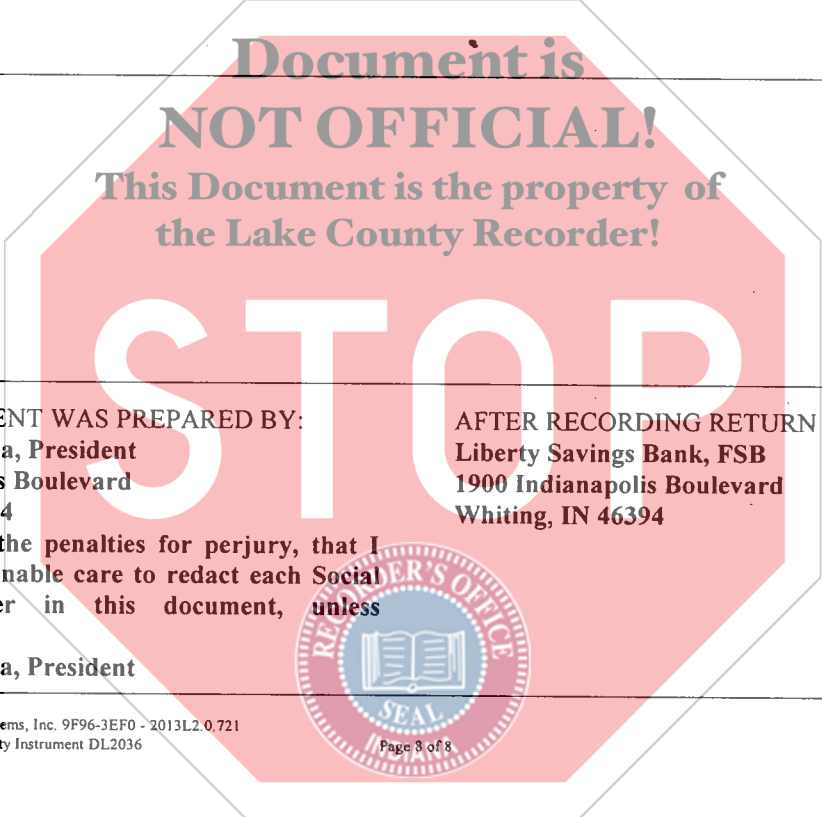 Document is
NOT OFFICIAL!
This Document is the property of
the Lake County Recorder!
STOP
ENT WAS PREPARED BY:
a, President
s Boulevard
4
the penalties for perjury, that I
nable care to redact each Social
er in this document, unless
a, President
AFTER RECORDING RETURN
Liberty Savings Bank, FSB
1900 Indianapolis Boulevard
Whiting, IN 46394
RECORDER'S OFFICE
SEAL
INDIANA
ems, Inc. 9F96-3EF0 - 2013L2.0.721
ty Instrument DL2036
Page 8 of 8